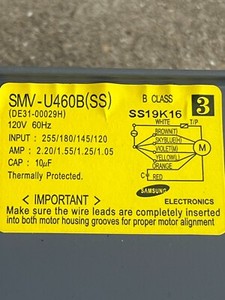 SMV-U460B(SS)
B CLASS
3
(DE31-00029H)
SS19K16
120V 60Hz
WHITE
T/P
INPUT : 255/180/145/120
BROWN(1)
SKYBLUE(H)
AMP : 2.20/1.55/1.25/1.05
VIOLET(M)
M
YELLOW(L)
CAP : 10µF
ORANGE
Thermally Protected.
C
RED
SAMSUNG
ELECTRONICS
< IMPORTANT >
Make sure the wire leads are completely inserted
into both motor housing grooves for proper motor alignment